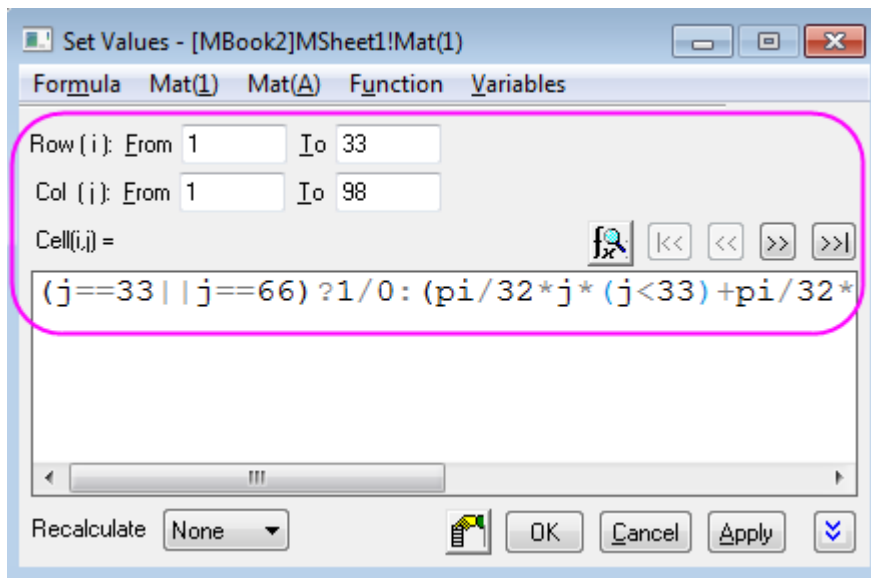 Set Values - [MBook2]MSheet1!Mat(1)
Formula Mat(1) Mat(A) Function Variables
Row ( i ): From 1 To 33
Col ( j ): From 1 To 98
Cell(i,j) =
|<< << >> >>|
(j==33||j==66)?1/0:(pi/32*j*(j<33)+pi/32*
Recalculate None OK Cancel Apply